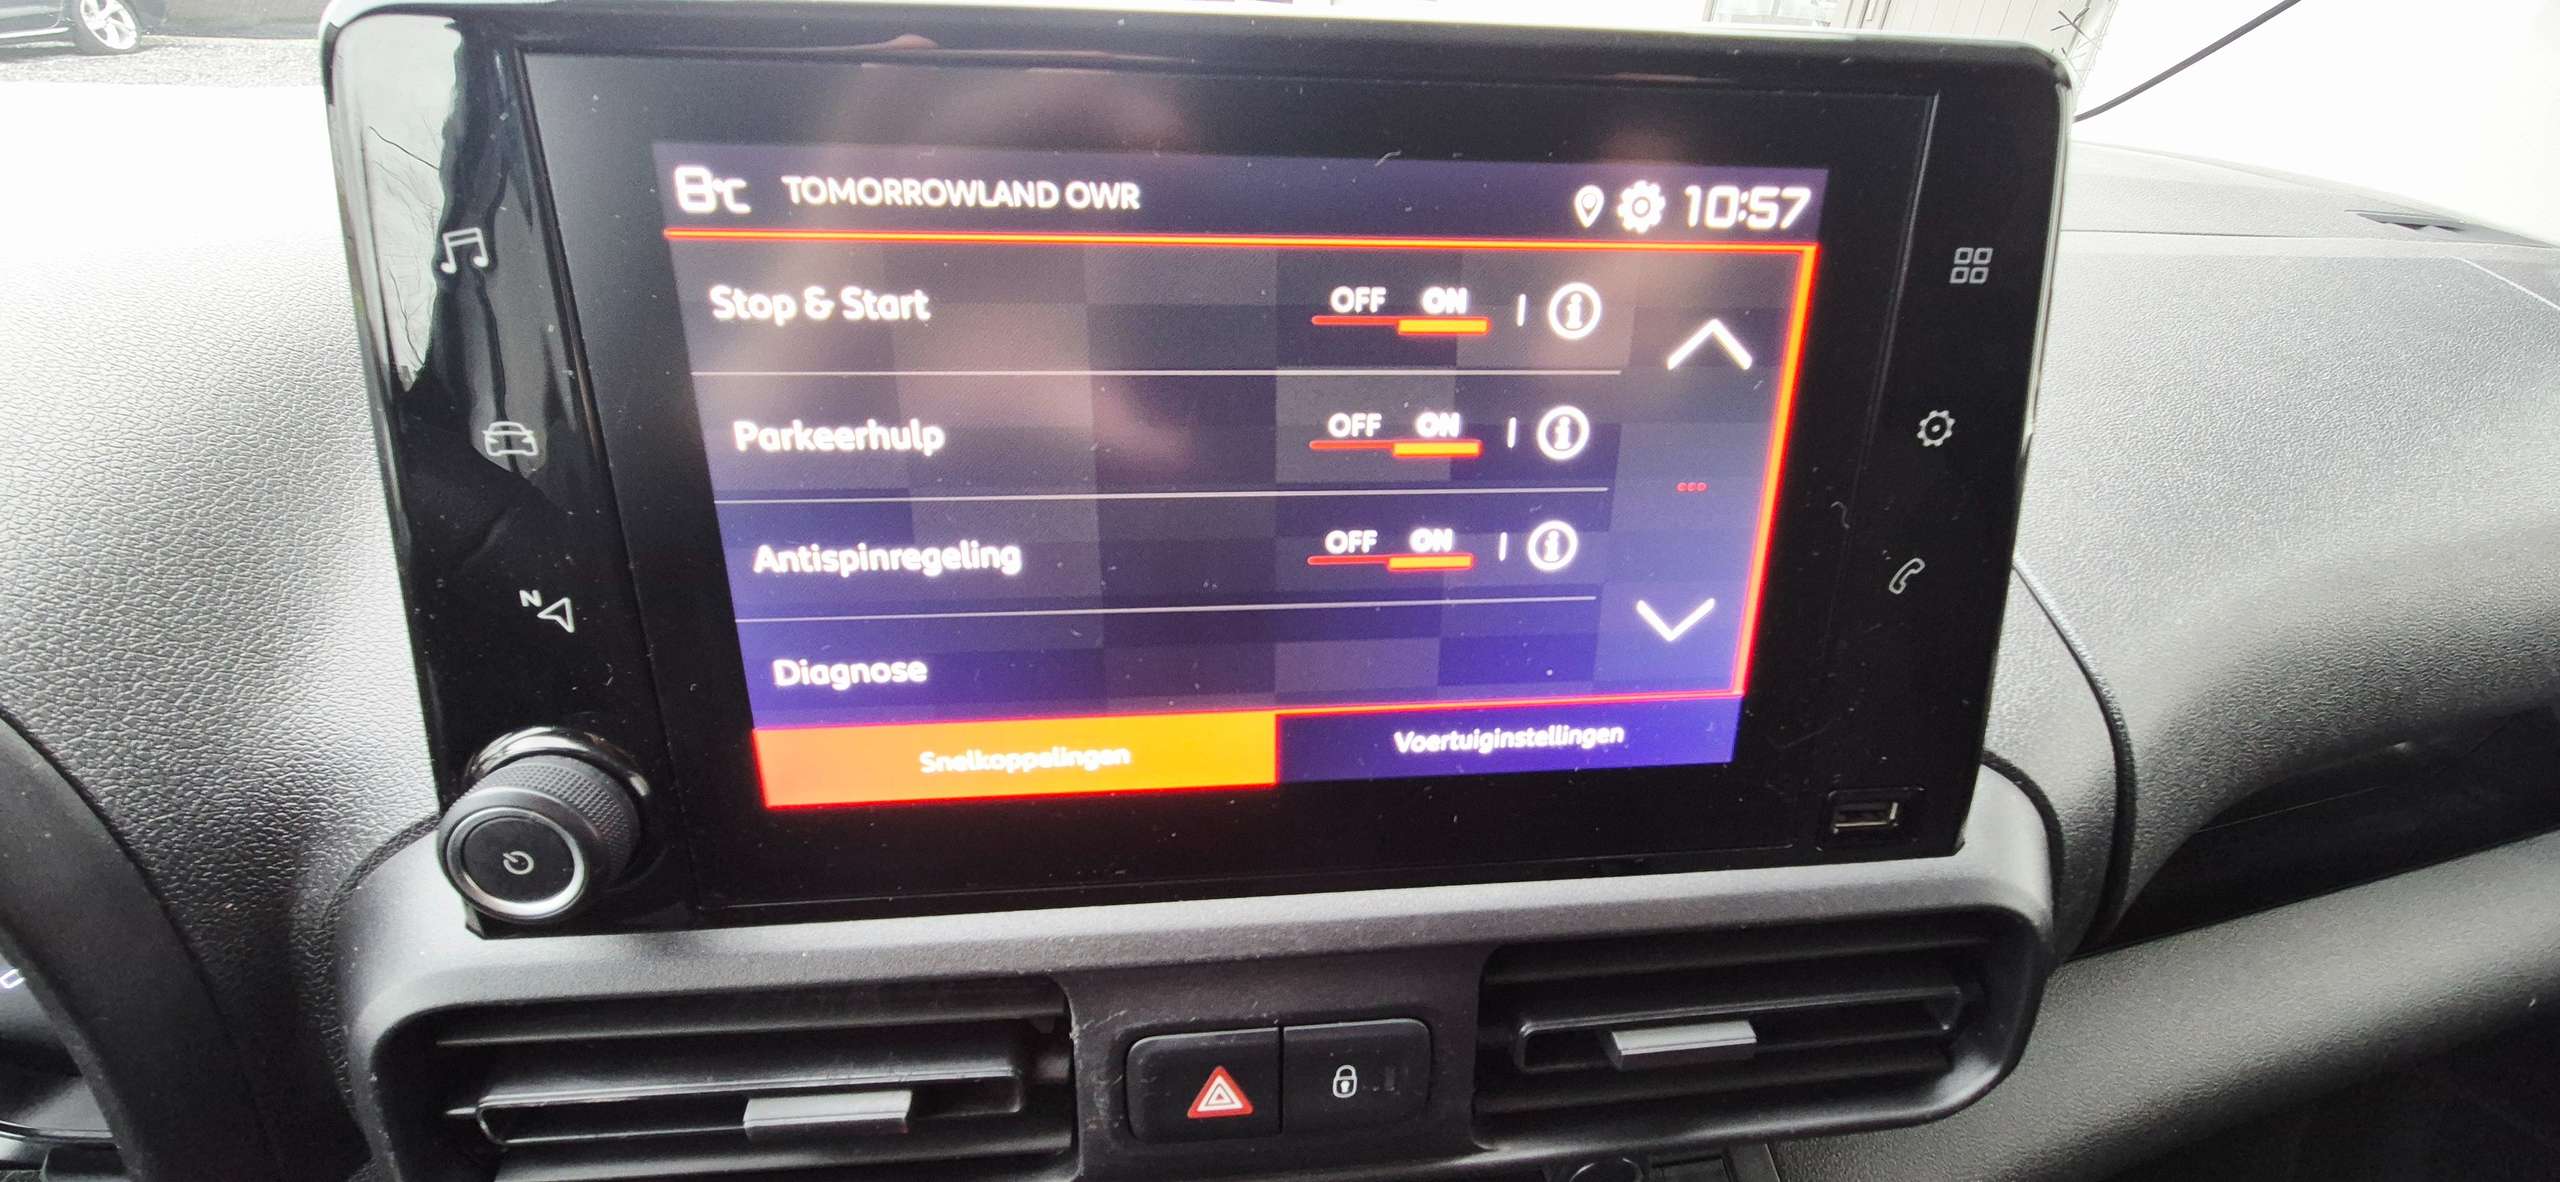 8°C TOMORROWLAND OWR 10:57
Stop & Start OFF ON
Parkeerhulp OFF ON
Antispinregeling OFF ON
Diagnose
Snelkoppelingen Voertuiginstellingen
N